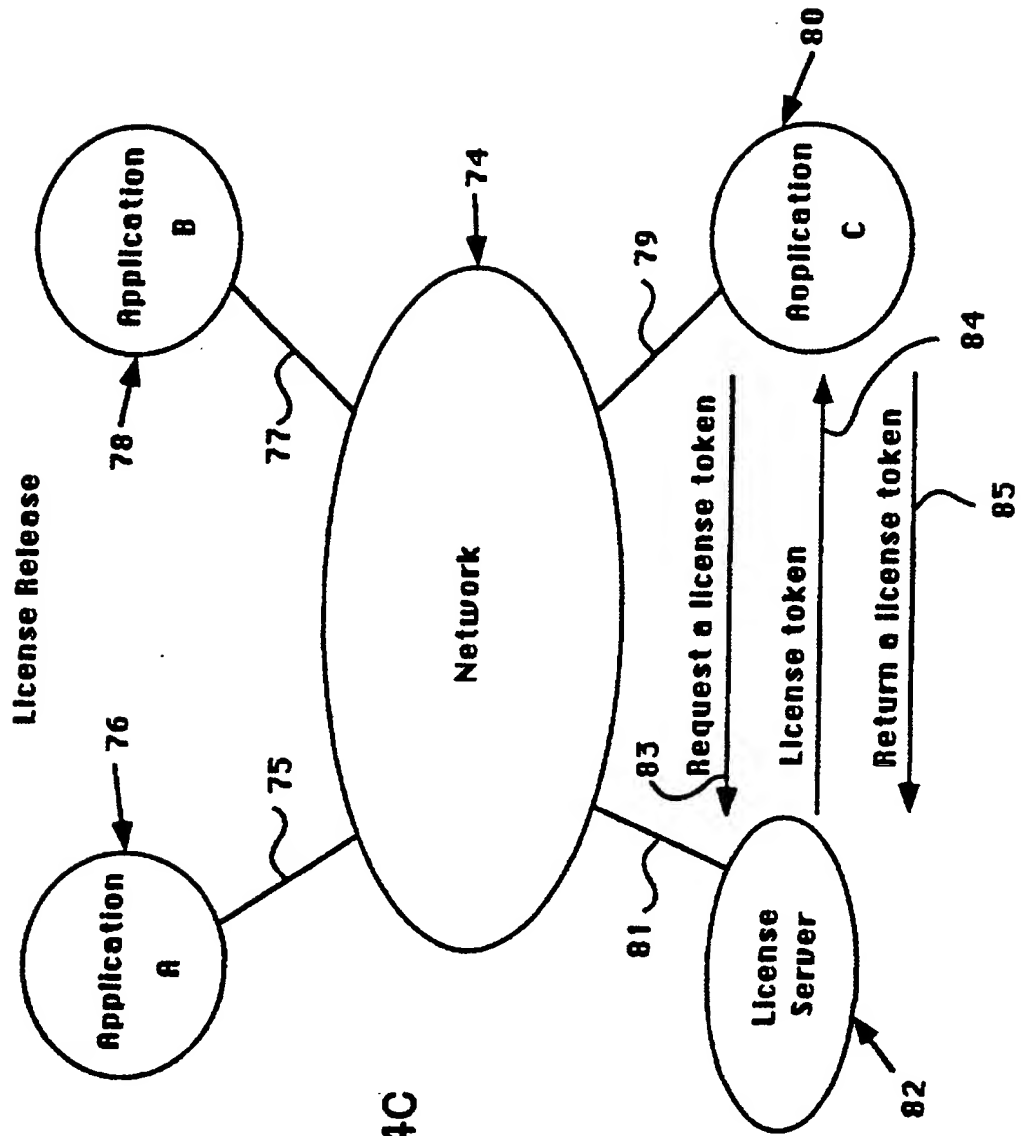 License Release
Application
A
76
75
Application
B
78
77
Network
74
79
Aoplication
C
80
81
License
Server
82
83
Request a license token
License token
84
Return a license token
85
4C